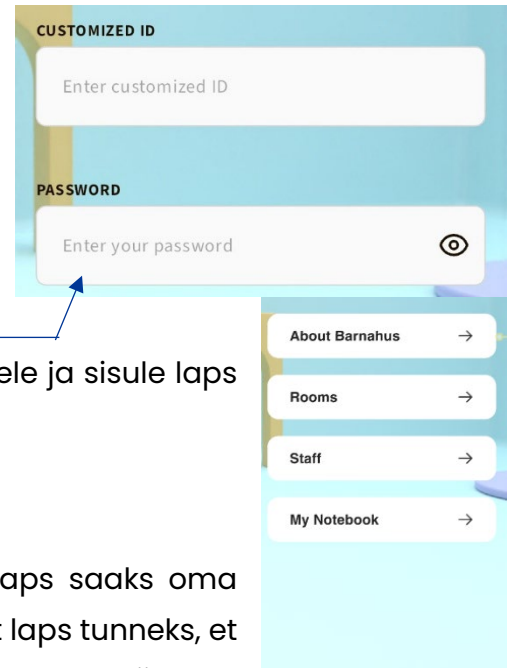 CUSTOMIZED ID
Enter customized ID
PASSWORD
Enter your password
ele ja sisule laps
About Barnahus
Rooms
Staff
My Notebook
aps saaks oma
laps tunneks, et